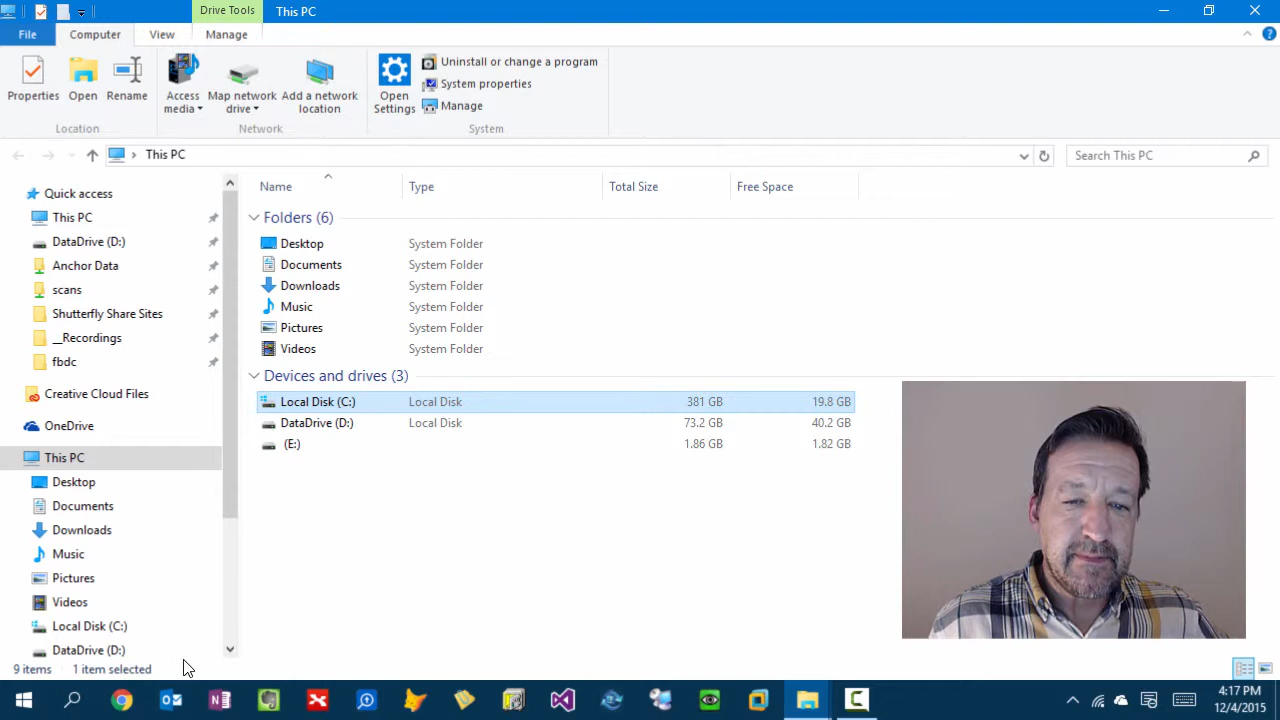 Drive Tools This PC
File Computer View Manage
Properties Open Rename
Location
Access media
Map network drive
Add a network location
Network
Open Settings
Uninstall or change a program
System properties
Manage
System
This PC
Search This PC
Quick access
This PC
DataDrive (D:)
Anchor Data
scans
Shutterfly Share Sites
__Recordings
fbdc
Creative Cloud Files
OneDrive
This PC
Desktop
Documents
Downloads
Music
Pictures
Videos
Local Disk (C:)
DataDrive (D:)
Name Type Total Size Free Space
Folders (6)
Desktop System Folder
Documents System Folder
Downloads System Folder
Music System Folder
Pictures System Folder
Videos System Folder
Devices and drives (3)
Local Disk (C:) Local Disk 381 GB 19.8 GB
DataDrive (D:) Local Disk 73.2 GB 40.2 GB
(E:) 1.86 GB 1.82 GB
9 items 1 item selected
4:17 PM
12/4/2015